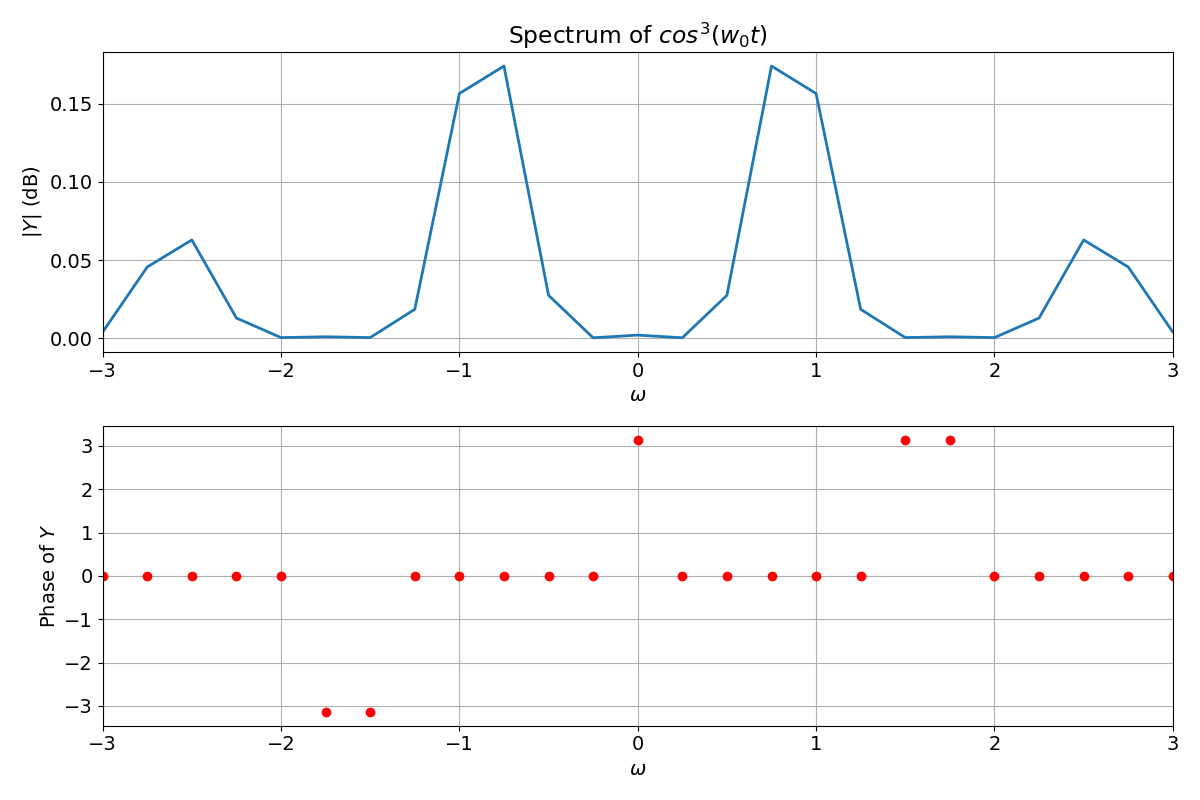 Spectrum of cos³(w₀t)
|Y| (dB)
0.15
0.10
0.05
0.00
−3 −2 −1 0 1 2 3
ω
Phase of Y
3
2
1
0
−1
−2
−3
−3 −2 −1 0 1 2 3
ω